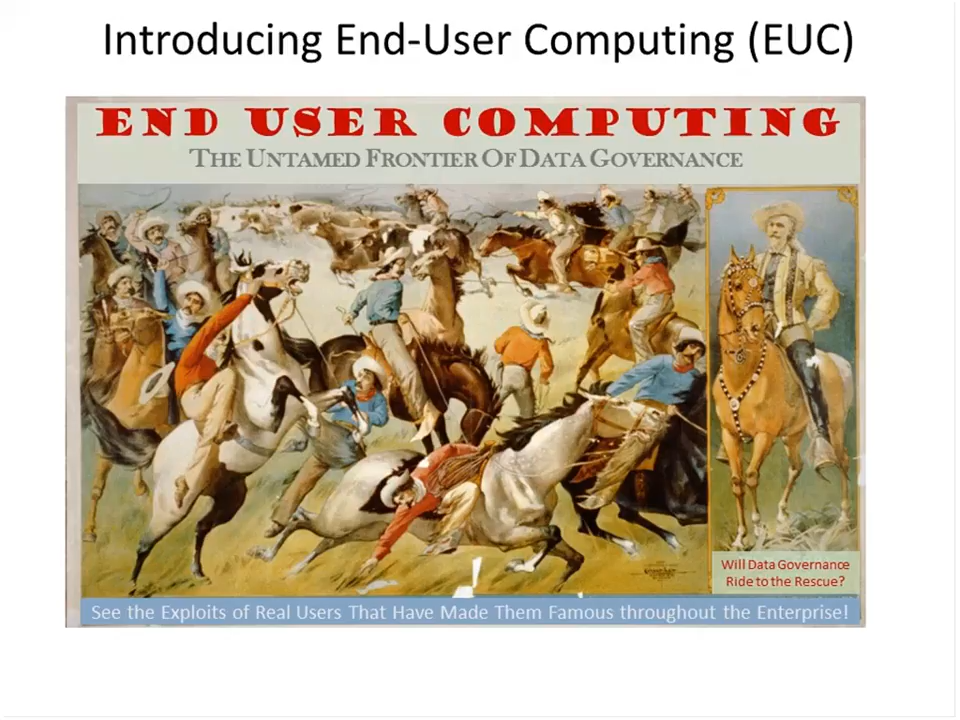 Introducing End-User Computing (EUC)
END USER COMPUTING
THE UNTAMED FRONTIER OF DATA GOVERNANCE
Will Data Governance
Ride to the Rescue?
See the Exploits of Real Users That Have Made Them Famous throughout the Enterprise!